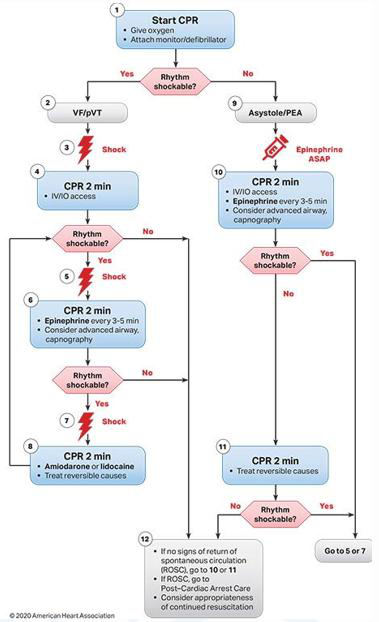 1
Start CPR
• Give oxygen
• Attach monitor/defibrillator
Yes
Rhythm
shockable?
No
2
VF/pVT
9
Asystole/PEA
3
Shock
Epinephrine
ASAP
4
CPR 2 min
• IV/IO access
10
CPR 2 min
• IV/IO access
• Epinephrine every 3-5 min
• Consider advanced airway,
capnography
Rhythm
shockable?
No
Yes
Rhythm
shockable?
Yes
No
5
Shock
6
CPR 2 min
• Epinephrine every 3-5 min
• Consider advanced airway,
capnography
Rhythm
shockable?
No
Yes
7
Shock
8
CPR 2 min
• Amiodarone or lidocaine
• Treat reversible causes
11
CPR 2 min
• Treat reversible causes
No
Rhythm
shockable?
Yes
12
• If no signs of return of
spontaneous circulation
(ROSC), go to 10 or 11
• If ROSC, go to
Post–Cardiac Arrest Care
• Consider appropriateness
of continued resuscitation
Go to 5 or 7
© 2020 American Heart Association